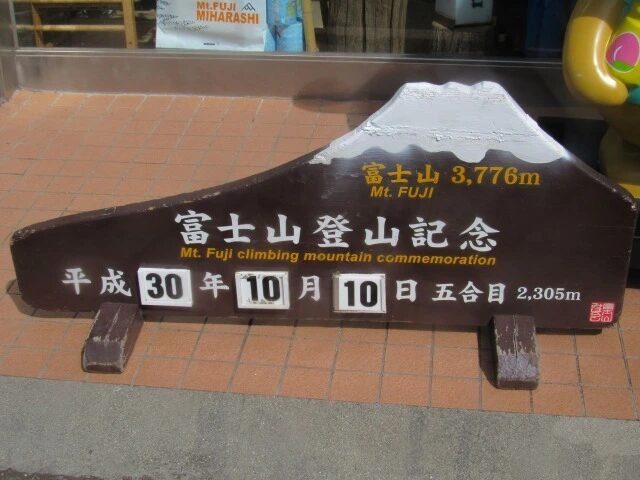 Mt.FUJI
MIHARASHI
富士山 3,776m
Mt. FUJI
富士山登山記念
Mt. Fuji climbing mountain commemoration
平成 30 年 10 月 10 日 五合目 2,305m